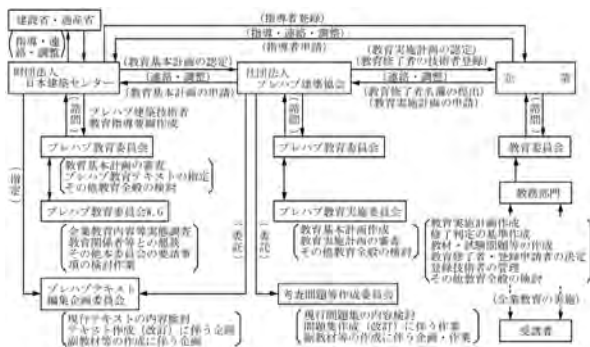 建設省・通産省
(指導・連絡・調整)
(指導者登録)
(指導・連絡・調整)
(指導者申請)
財団法人
日本建築センター
(教育基本計画の認定)
(連絡・調整)
(教育基本計画の申請)
社団法人
プレハブ建築協会
(教育実施計画の認定)
(教育修了者の技術者登録)
(連絡・調整)
(教育修了者名簿の提出)
(教育実施計画の申請)
企業
(諮問)
プレハブ建築技術者
教育指導要綱作成
(諮問)
(諮問)
プレハブ教育委員会
プレハブ教育委員会
教育委員会
教育基本計画の審査
プレハブ教育テキストの指定
その他教育全般の検討
教務部門
(指定)
プレハブ教育委員会W.G
プレハブ教育実施委員会
企業教育内容等実態調査
教育関係者等との懇談
その他本委員会の要請事
項の検討作業
(委託)
教育基本計画作成
教育実施計画の審査
その他教育全般の検討
(委託)
教育実施計画作成
修了判定の基準作成
教材・試験問題等の作成
教育修了者・登録申請者の決定
登録技術者の管理
その他教育全般の検討
プレハブテキスト
編集企画委員会
考査問題等作成委員会
(企業教育の実施)
現行テキストの内容検討
テキスト作成(改訂)に伴う企画
副教材等の作成に伴う企画
現行問題集の内容検討
問題集作成(改訂)に伴う作業
副教材等の作成に伴う企画・作業
受講者